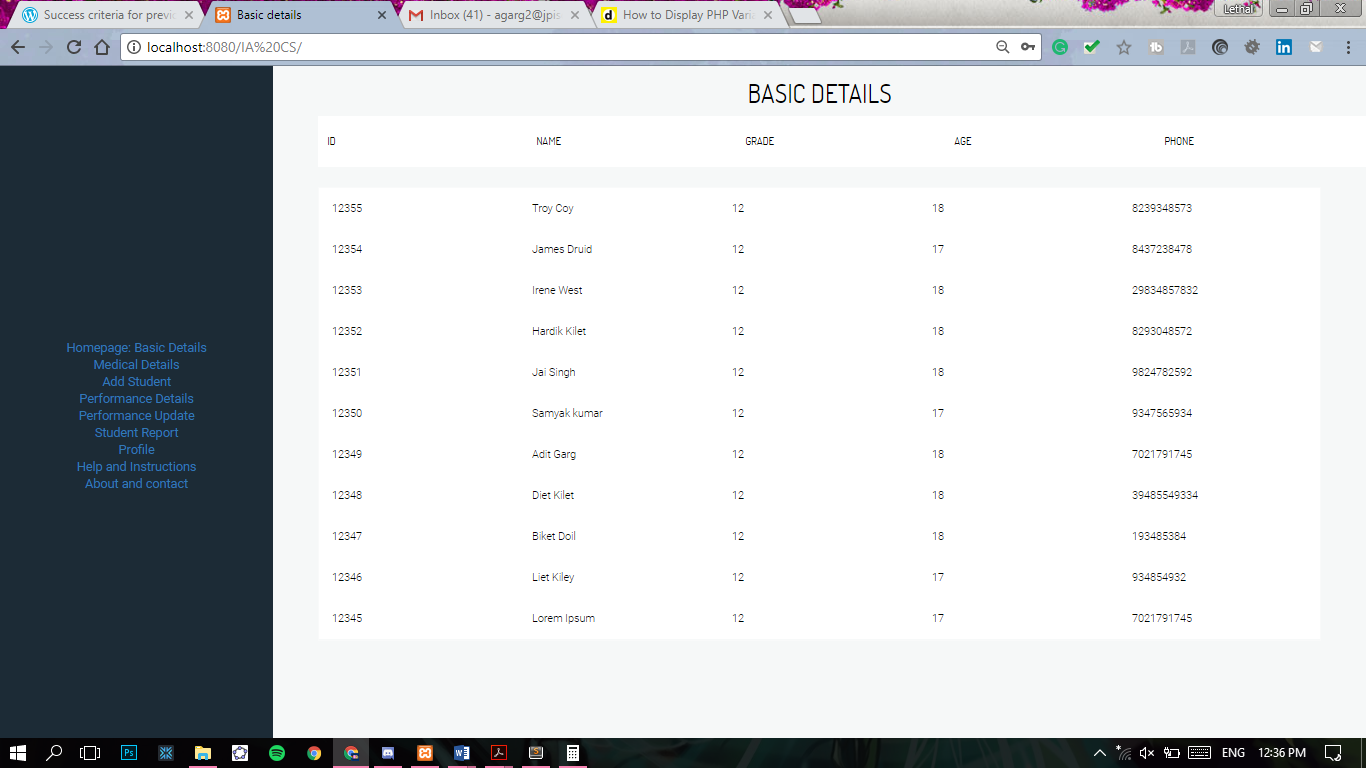 Success criteria for previ
Basic details
Inbox (41) - agarg2@jpis
How to Display PHP Vari
Lethal
localhost:8080/IA%20CS/
BASIC DETAILS
ID NAME GRADE AGE PHONE
12355 Troy Coy 12 18 8239348573
12354 James Druid 12 17 8437238478
12353 Irene West 12 18 29834857832
12352 Hardik Kilet 12 18 8293048572
12351 Jai Singh 12 18 9824782592
12350 Samyak kumar 12 17 9347565934
12349 Adit Garg 12 18 7021791745
12348 Diet Kilet 12 18 39485549334
12347 Biket Doil 12 18 193485384
12346 Liet Kiley 12 17 934854932
12345 Lorem Ipsum 12 17 7021791745
Homepage: Basic Details
Medical Details
Add Student
Performance Details
Performance Update
Student Report
Profile
Help and Instructions
About and contact
ENG 12:36 PM